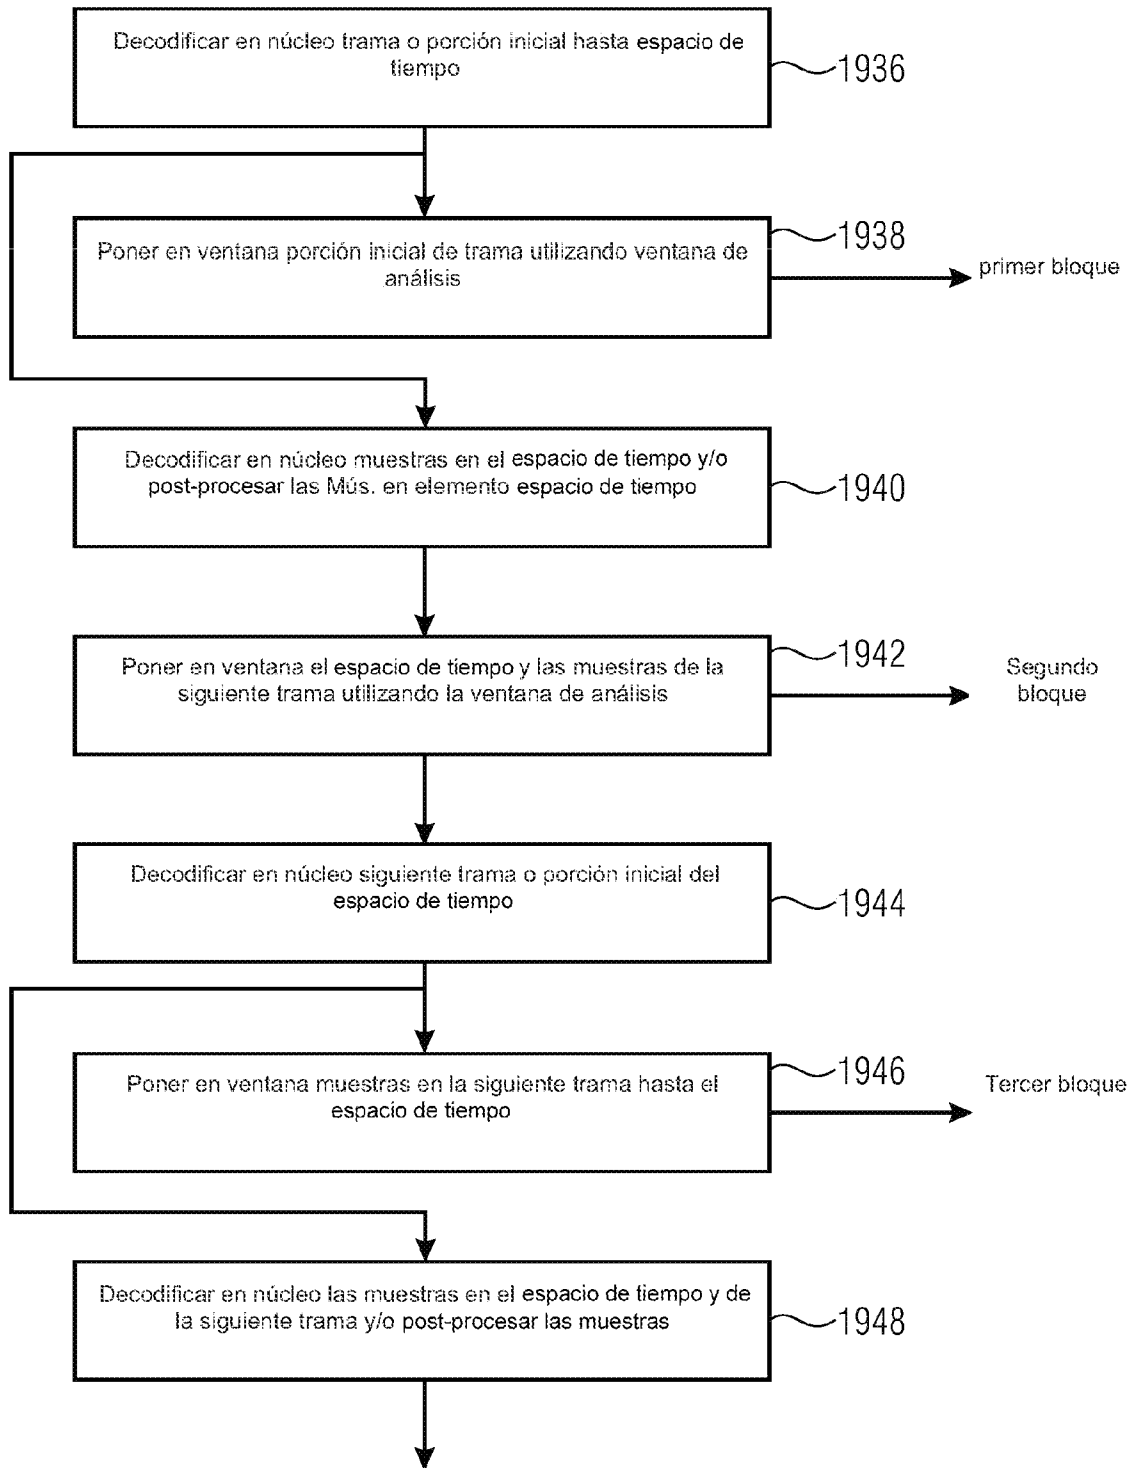 Decodificar en núcleo trama o porción inicial hasta espacio de
tiempo
1936
Poner en ventana porción inicial de trama utilizando ventana de
análisis
1938
primer bloque
Decodificar en núcleo muestras en el espacio de tiempo y/o
post-procesar las Mús. en elemento espacio de tiempo
1940
Poner en ventana el espacio de tiempo y las muestras de la
siguiente trama utilizando la ventana de análisis
1942
Segundo
bloque
Decodificar en núcleo siguiente trama o porción inicial del
espacio de tiempo
1944
Poner en ventana muestras en la siguiente trama hasta el
espacio de tiempo
1946
Tercer bloque
Decodificar en núcleo las muestras en el espacio de tiempo y de
la siguiente trama y/o post-procesar las muestras
1948